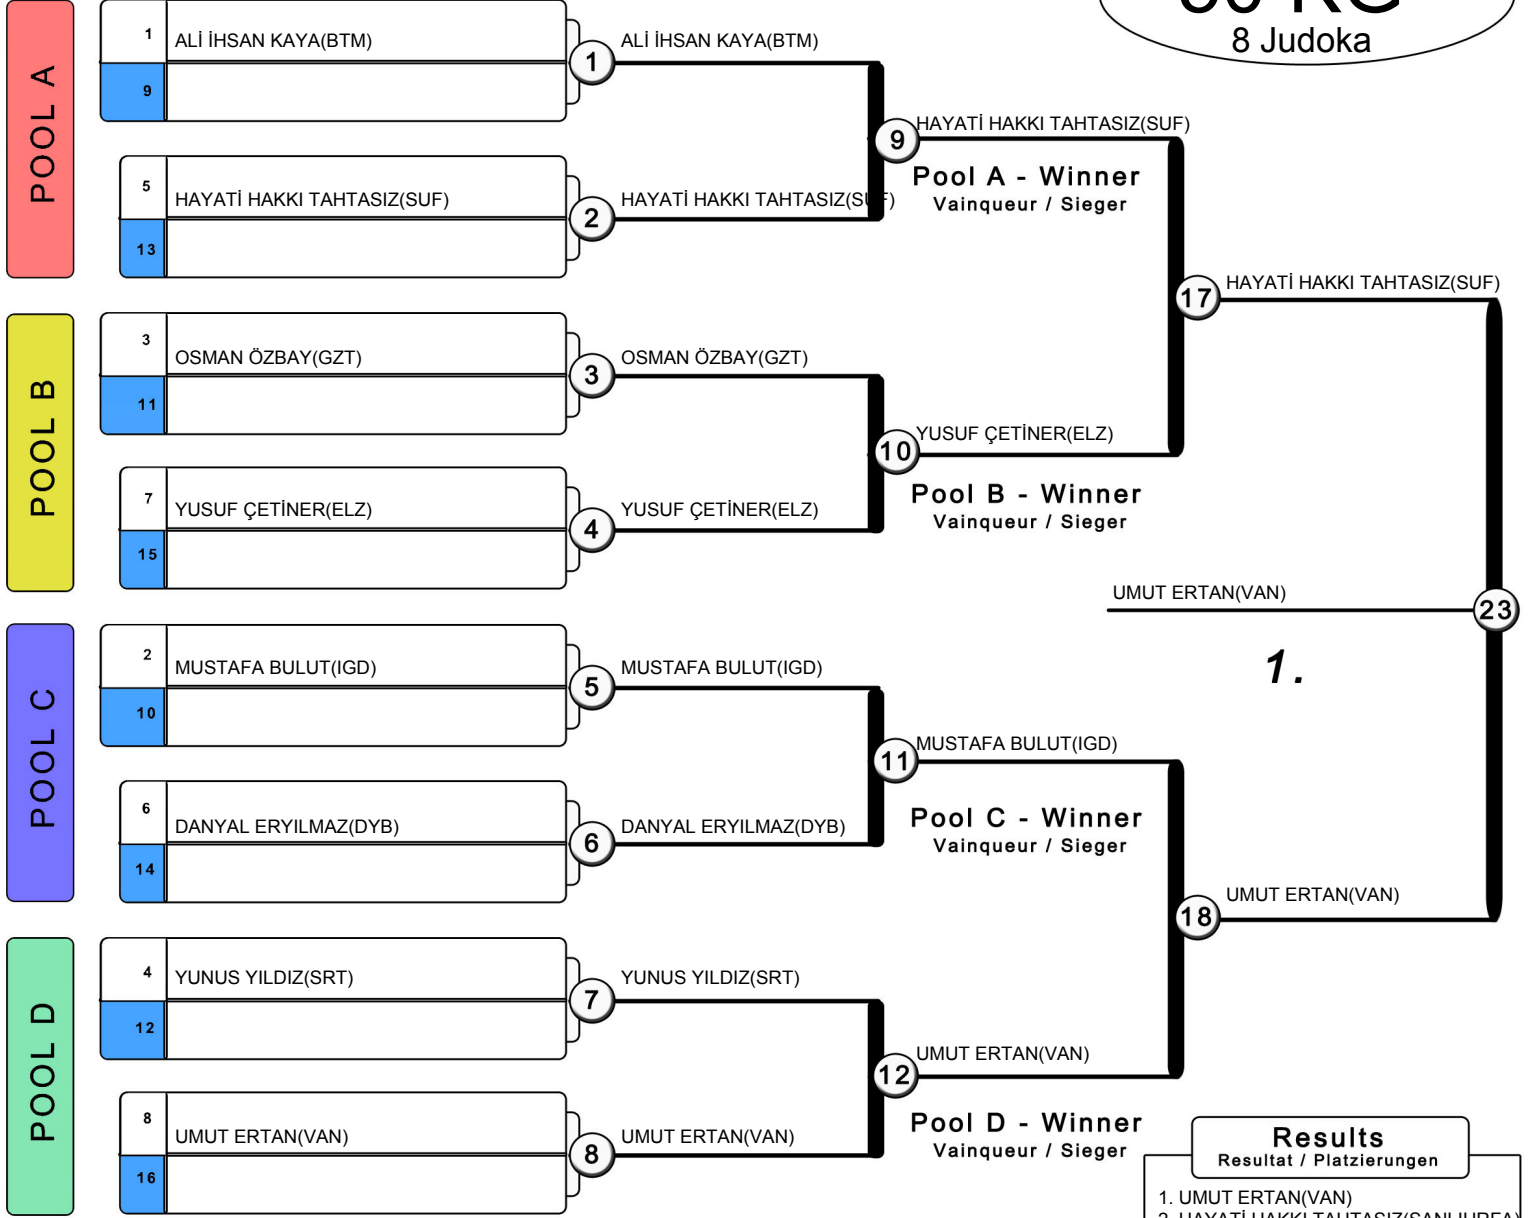 KG
8 Judoka
POOL A
1 ALİ İHSAN KAYA(BTM)
9
1
ALİ İHSAN KAYA(BTM)
5 HAYATİ HAKKI TAHTASIZ(SUF)
13
2
HAYATİ HAKKI TAHTASIZ(SUF)
9
HAYATİ HAKKI TAHTASIZ(SUF)
Pool A - Winner
Vainqueur / Sieger
POOL B
3 OSMAN ÖZBAY(GZT)
11
3
OSMAN ÖZBAY(GZT)
7 YUSUF ÇETİNER(ELZ)
15
4
YUSUF ÇETİNER(ELZ)
10
YUSUF ÇETİNER(ELZ)
Pool B - Winner
Vainqueur / Sieger
17
HAYATİ HAKKI TAHTASIZ(SUF)
UMUT ERTAN(VAN)
23
1.
POOL C
2 MUSTAFA BULUT(IGD)
10
5
MUSTAFA BULUT(IGD)
6 DANYAL ERYILMAZ(DYB)
14
6
DANYAL ERYILMAZ(DYB)
11
MUSTAFA BULUT(IGD)
Pool C - Winner
Vainqueur / Sieger
18
UMUT ERTAN(VAN)
POOL D
4 YUNUS YILDIZ(SRT)
12
7
YUNUS YILDIZ(SRT)
8 UMUT ERTAN(VAN)
16
8
UMUT ERTAN(VAN)
12
UMUT ERTAN(VAN)
Pool D - Winner
Vainqueur / Sieger
Results
Resultat / Platzierungen
1. UMUT ERTAN(VAN)
2. HAYATİ HAKKI TAHTASIZ(SANLIURFA)